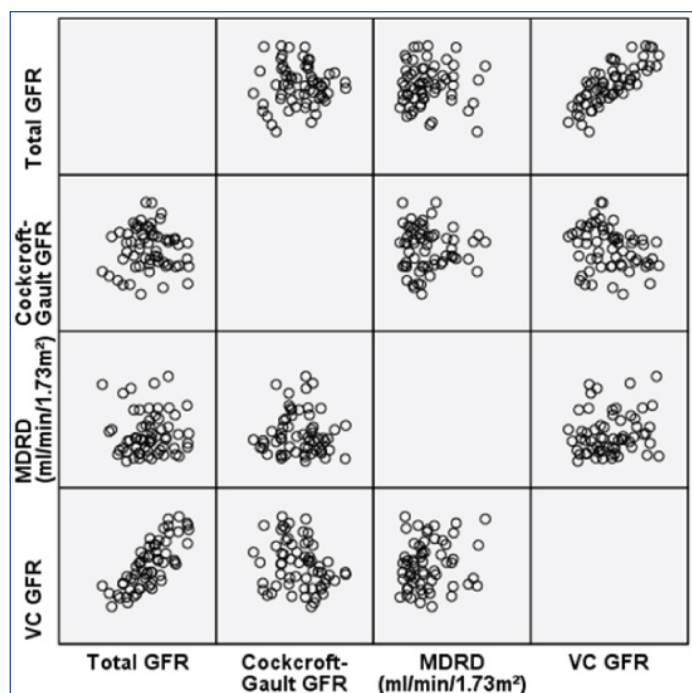 Total GFR
Cockcroft-
Gault GFR
MDRD
(ml/min/1.73m²)
VC GFR
Total GFR
Cockcroft-
Gault GFR
MDRD
(ml/min/1.73m²)
VC GFR